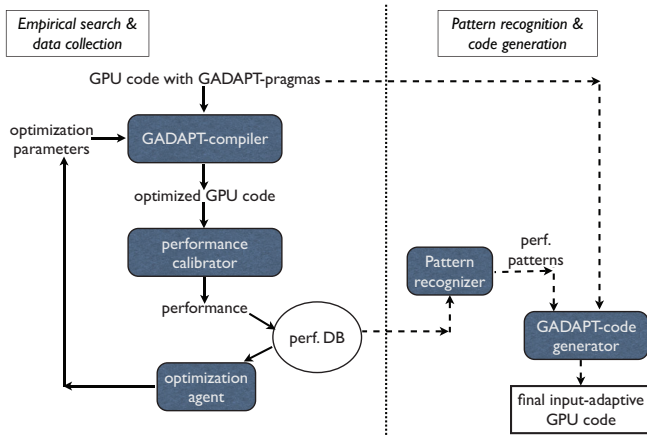 Empirical search &
data collection
Pattern recognition &
code generation
GPU code with GADAPT-pragmas
optimization
parameters
GADAPT-compiler
optimized GPU code
performance
calibrator
performance
perf. DB
optimization
agent
Pattern
recognizer
perf.
patterns
GADAPT-code
generator
final input-adaptive
GPU code